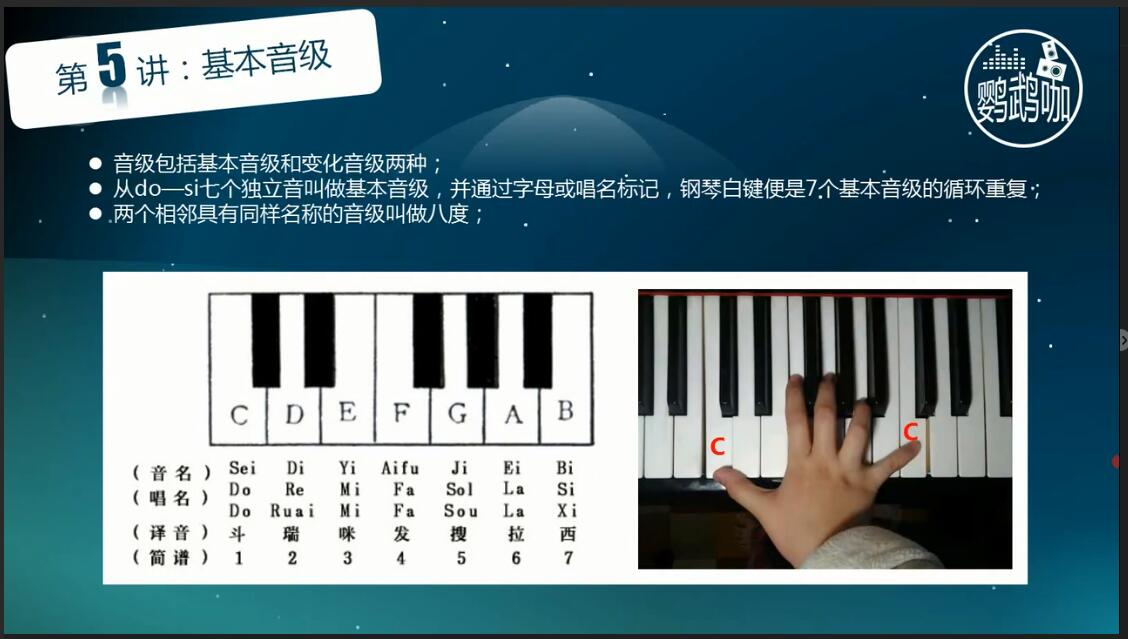 第5讲：基本音级
鹦鹉咖
● 音级包括基本音级和变化音级两种；
● 从do—si七个独立音叫做基本音级，并通过字母或唱名标记，钢琴白键便是7个基本音级的循环重复；
● 两个相邻具有同样名称的音级叫做八度；
C D E F G A B
C C
（音名） Sei Di Yi Aifu Ji Ei Bi
（唱名） Do Re Mi Fa Sol La Si
Do Ruai Mi Fa Sou La Xi
（译音） 斗 瑞 咪 发 搜 拉 西
（简谱） 1 2 3 4 5 6 7